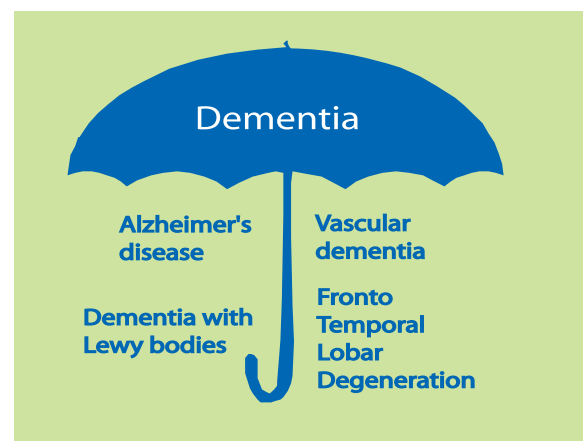 Dementia
Alzheimer's
disease
Vascular
dementia
Dementia with
Lewy bodies
Fronto
Temporal
Lobar
Degeneration